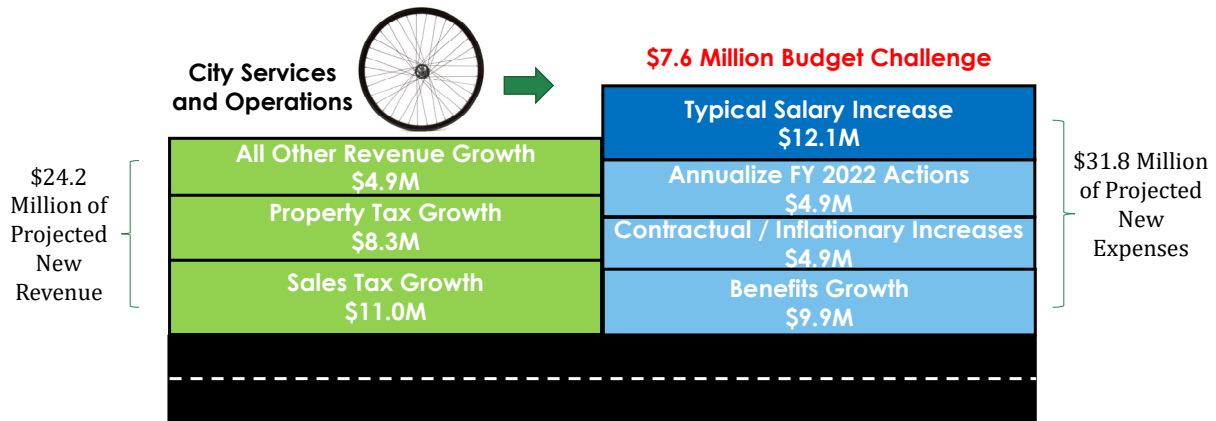 City Services
and Operations
$7.6 Million Budget Challenge
$24.2
Million of
Projected
New
Revenue
All Other Revenue Growth
$4.9M
Property Tax Growth
$8.3M
Sales Tax Growth
$11.0M
Typical Salary Increase
$12.1M
Annualize FY 2022 Actions
$4.9M
Contractual / Inflationary Increases
$4.9M
Benefits Growth
$9.9M
$31.8 Million
of Projected
New
Expenses